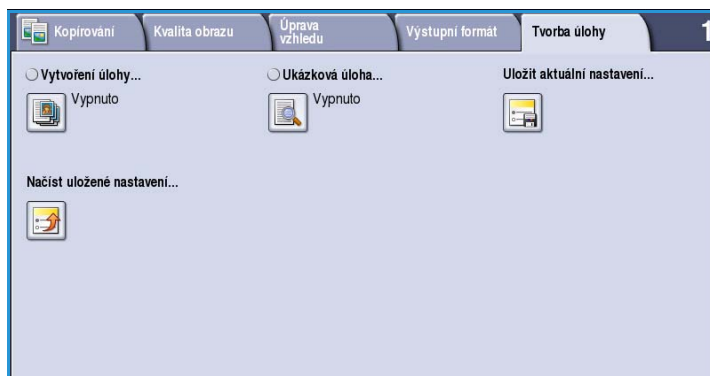 Kopírování
Kvalita obrazu
Úprava
vzhledu
Výstupní formát
Tvorba úlohy
1
Vytvoření úlohy...
Vypnuto
Ukázková úloha...
Vypnuto
Uložit aktuální nastavení...
Načíst uložené nastavení...